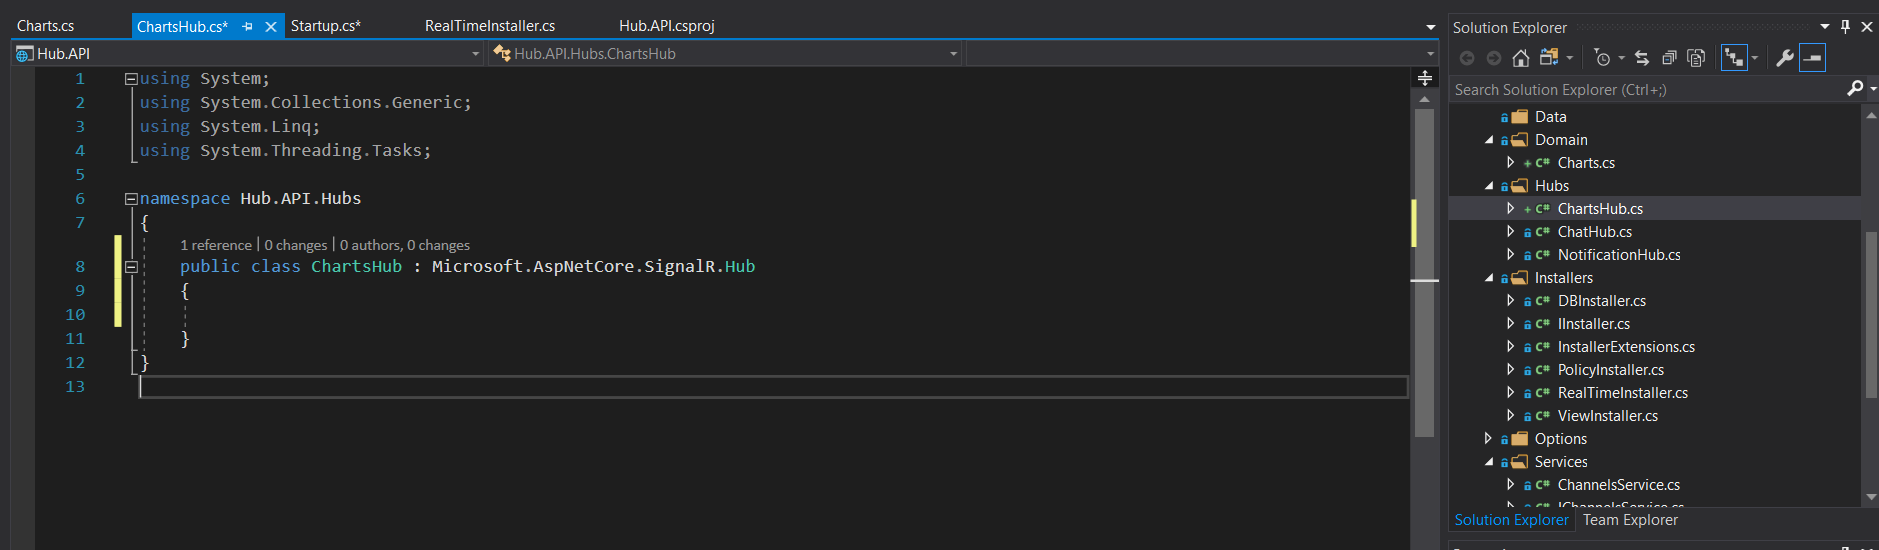 Charts.cs
ChartsHub.cs*
Startup.cs*
RealTimeInstaller.cs
Hub.API.csproj
Hub.API
Hub.API.Hubs.ChartsHub
1 using System;
2 using System.Collections.Generic;
3 using System.Linq;
4 using System.Threading.Tasks;
5
6 namespace Hub.API.Hubs
7 {
1 reference | 0 changes | 0 authors, 0 changes
8 public class ChartsHub : Microsoft.AspNetCore.SignalR.Hub
9 {
10
11 }
12 }
13
Solution Explorer
Search Solution Explorer (Ctrl+;)
Data
Domain
C# Charts.cs
Hubs
C# ChartsHub.cs
C# ChatHub.cs
C# NotificationHub.cs
Installers
C# DBInstaller.cs
C# IInstaller.cs
C# InstallerExtensions.cs
C# PolicyInstaller.cs
C# RealTimeInstaller.cs
C# ViewInstaller.cs
Options
Services
C# ChannelsService.cs
C# IChannelsService.cs
Solution Explorer
Team Explorer